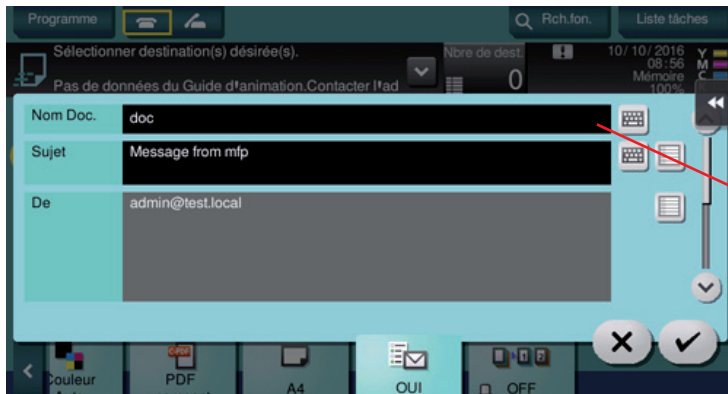 Programme
Rch.fon.
Liste tâches
Sélectionner destination(s) désirée(s).
Nbre de dest.
10/10/2016
08:56
Mémoire
100%
Y
M
C
Pas de données du Guide d'animation.Contacter l'ad
0
Nom Doc.
doc
Sujet
Message from mfp
De
admin@test.local
Couleur
PDF
A4
OUI
OFF